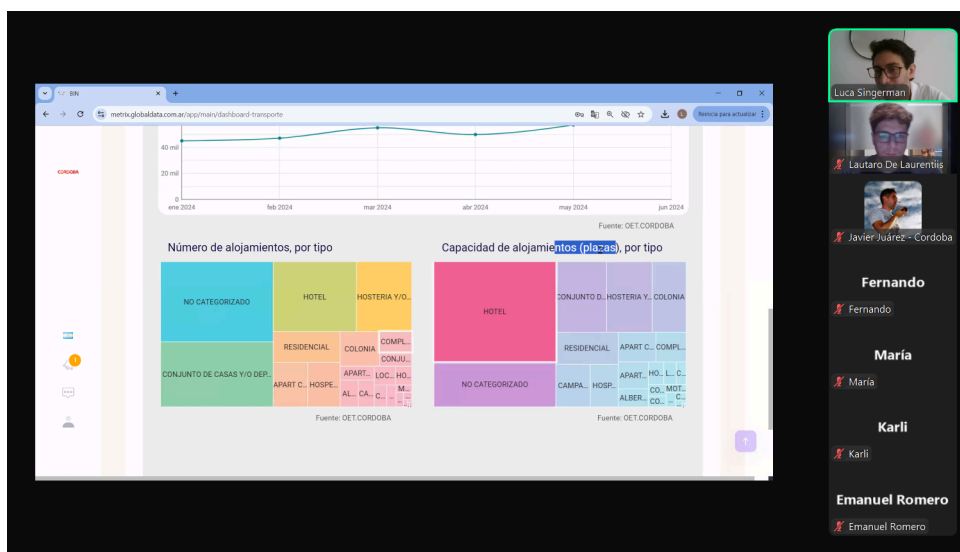 BIN
metrix.globaldata.com.ar/app/main/dashboard-transporte
Reinicia para actualizar
CORDOBA
40 mil
20 mil
0
ene 2024 feb 2024 mar 2024 abr 2024 may 2024 jun 2024
Fuente: OET.CORDOBA
Número de alojamientos, por tipo
NO CATEGORIZADO
HOTEL
HOSTERIA Y/O...
CONJUNTO DE CASAS Y/O DEP...
RESIDENCIAL
COLONIA
COMPL...
CONJU...
APART C...
HOSPE...
APART...
LOC...
HO...
AL...
CA...
C...
M...
Fuente: OET.CORDOBA
Capacidad de alojamientos (plazas), por tipo
HOTEL
CONJUNTO D...
HOSTERIA Y...
COLONIA
NO CATEGORIZADO
RESIDENCIAL
APART C...
COMPL...
CAMPA...
HOSP...
APART...
HO...
L...
C...
ALBER...
CO...
MOT...
CO...
C...
Fuente: OET.CORDOBA
1
Luca Singerman
Lautaro De Laurentiis
Javier Juárez - Cordoba
Fernando
Fernando
María
María
Karli
Karli
Emanuel Romero
Emanuel Romero